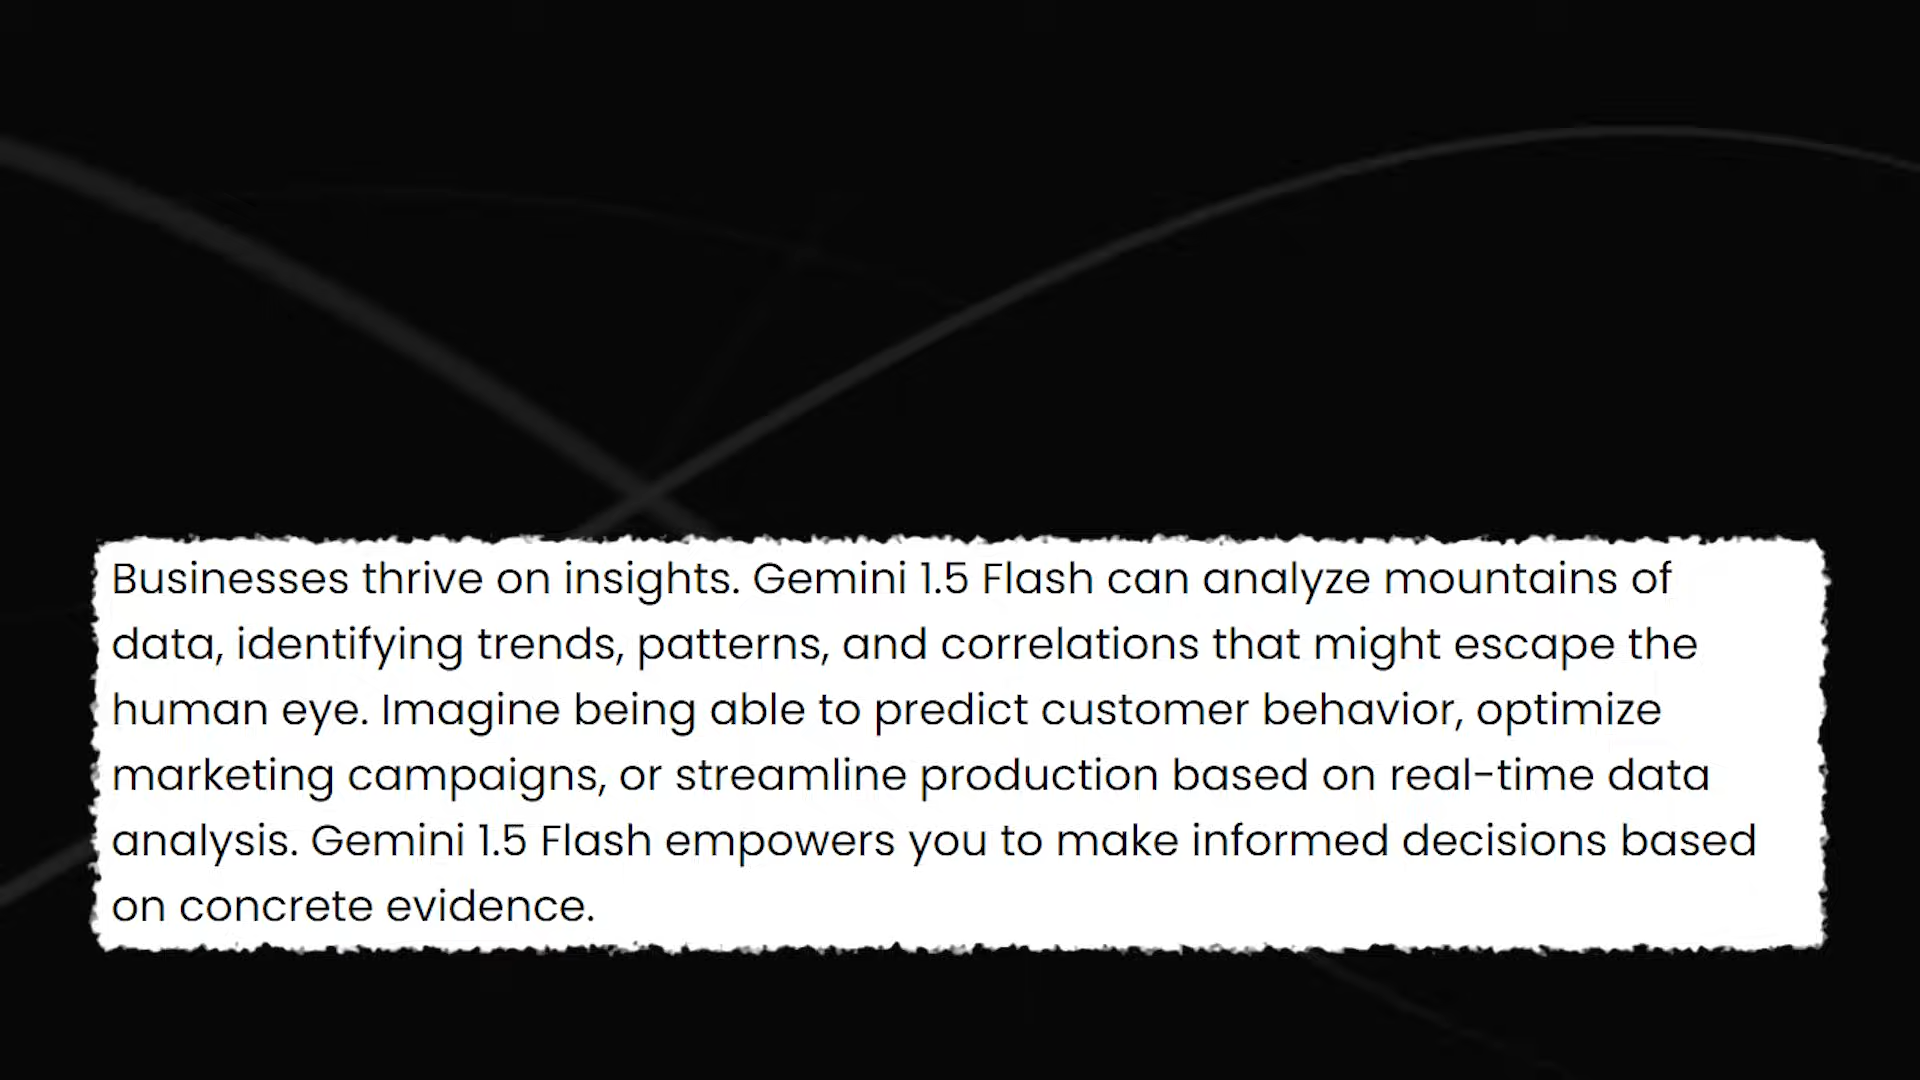 Businesses thrive on insights. Gemini 1.5 Flash can analyze mountains of
data, identifying trends, patterns, and correlations that might escape the
human eye. Imagine being able to predict customer behavior, optimize
marketing campaigns, or streamline production based on real-time data
analysis. Gemini 1.5 Flash empowers you to make informed decisions based
on concrete evidence.